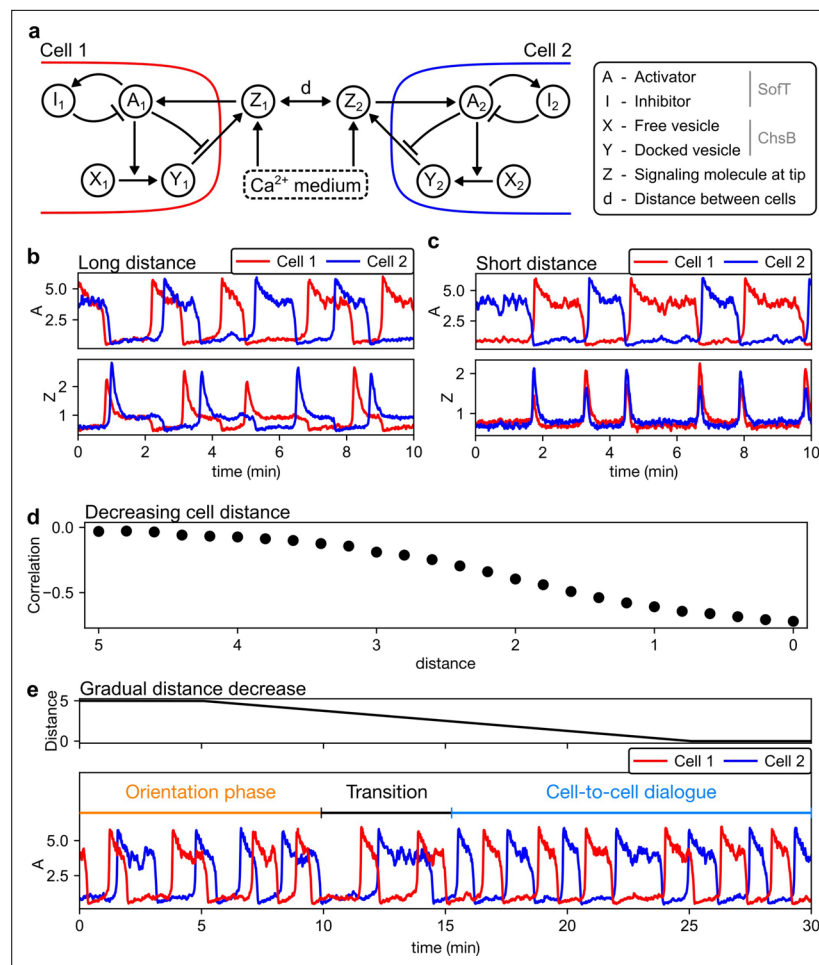 a
Cell 1
Cell 2
I1
A1
Z1
d
Z2
A2
I2
X1
Y1
Ca2+ medium
Y2
X2
A - Activator
I - Inhibitor
SofT
X - Free vesicle
Y - Docked vesicle
ChsB
Z - Signaling molecule at tip
d - Distance between cells
b
Long distance
Cell 1
Cell 2
A
5.0
2.5
Z
2
1
0 2 4 6 8 10
time (min)
c
Short distance
Cell 1
Cell 2
A
5.0
2.5
Z
2
1
0 2 4 6 8 10
time (min)
d
Decreasing cell distance
Correlation
0.0
−0.5
5 4 3 2 1 0
distance
e
Gradual distance decrease
Distance
5
0
Cell 1
Cell 2
Orientation phase
Transition
Cell-to-cell dialogue
A
5.0
2.5
0 5 10 15 20 25 30
time (min)